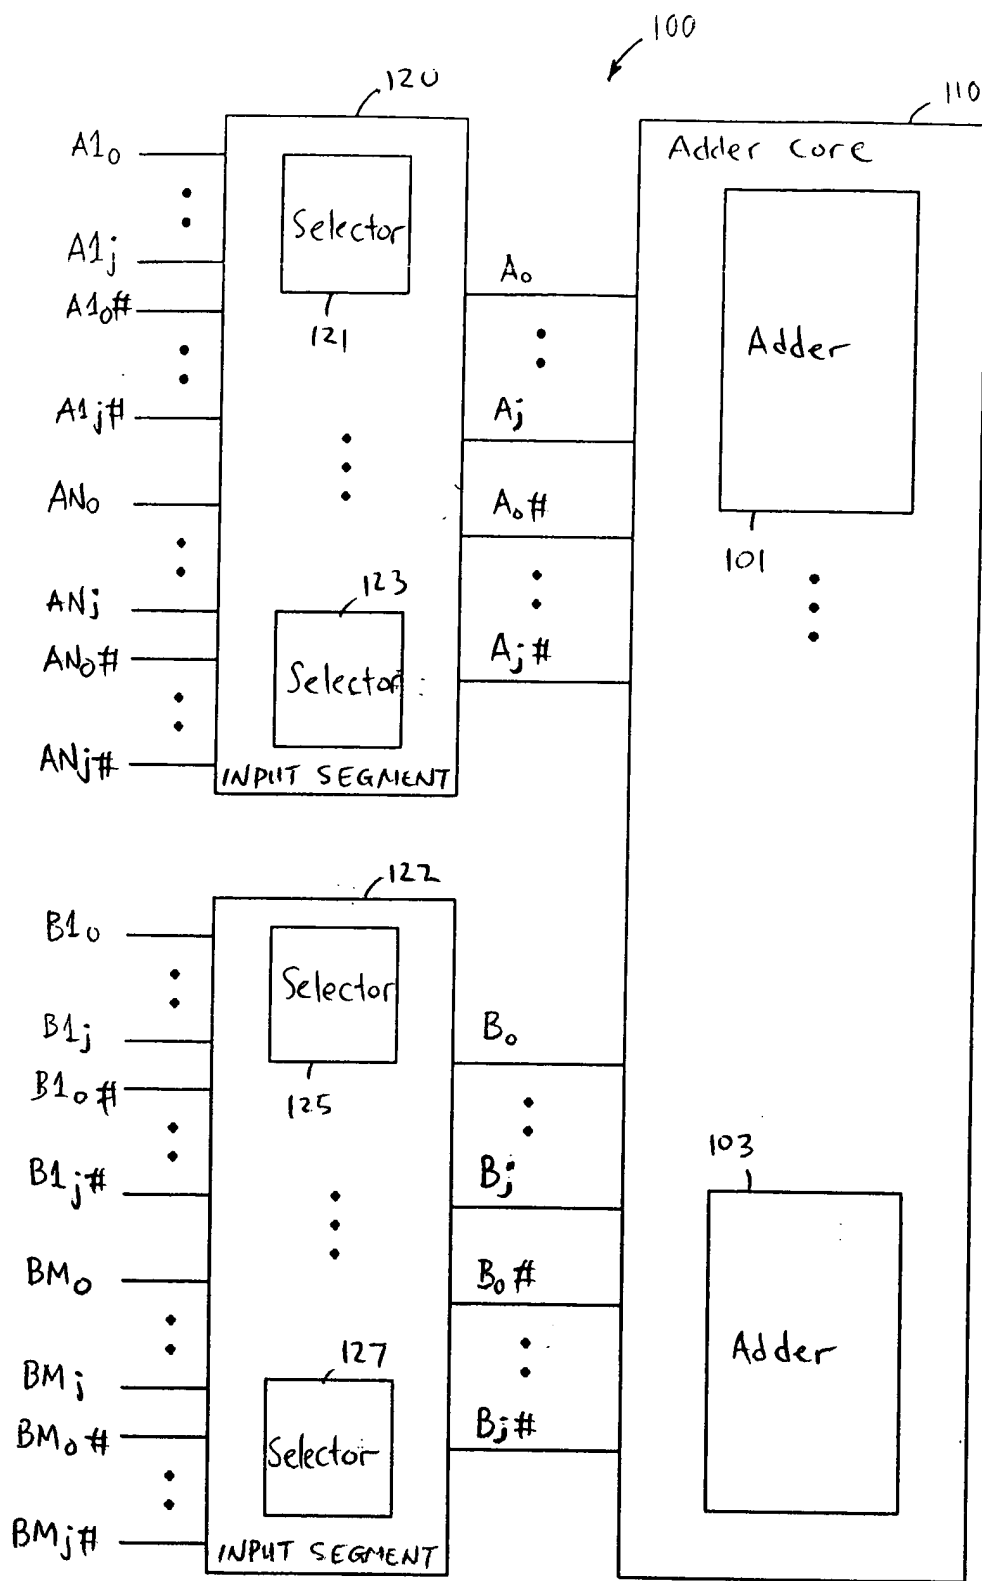 100
120
110
A1₀
Adder Core
Selector
A1j
A₀
A1₀#
121
Adder
A1j#
Aj
AN₀
A₀#
101
123
ANj
AN₀#
Selector
Aj#
ANj#
INPUT SEGMENT
122
B1₀
Selector
B1j
B₀
B1₀#
125
B1j#
Bj
103
BM₀
B₀#
127
Adder
BMj
BM₀#
Selector
Bj#
BMj#
INPUT SEGMENT